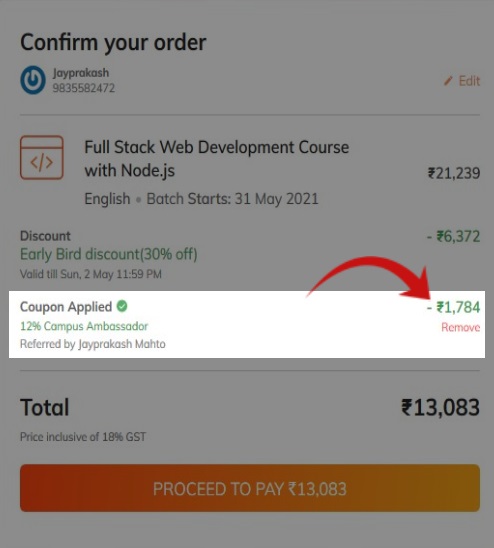 Confirm your order
Jayprakash
9835582472
Edit
</>
Full Stack Web Development Course
with Node.js
₹21,239
English • Batch Starts: 31 May 2021
Discount
- ₹6,372
Early Bird discount(30% off)
Valid till Sun, 2 May 11:59 PM
Coupon Applied
- ₹1,784
12% Campus Ambassador
Remove
Referred by Jayprakash Mahto
Total
₹13,083
Price inclusive of 18% GST
PROCEED TO PAY ₹13,083